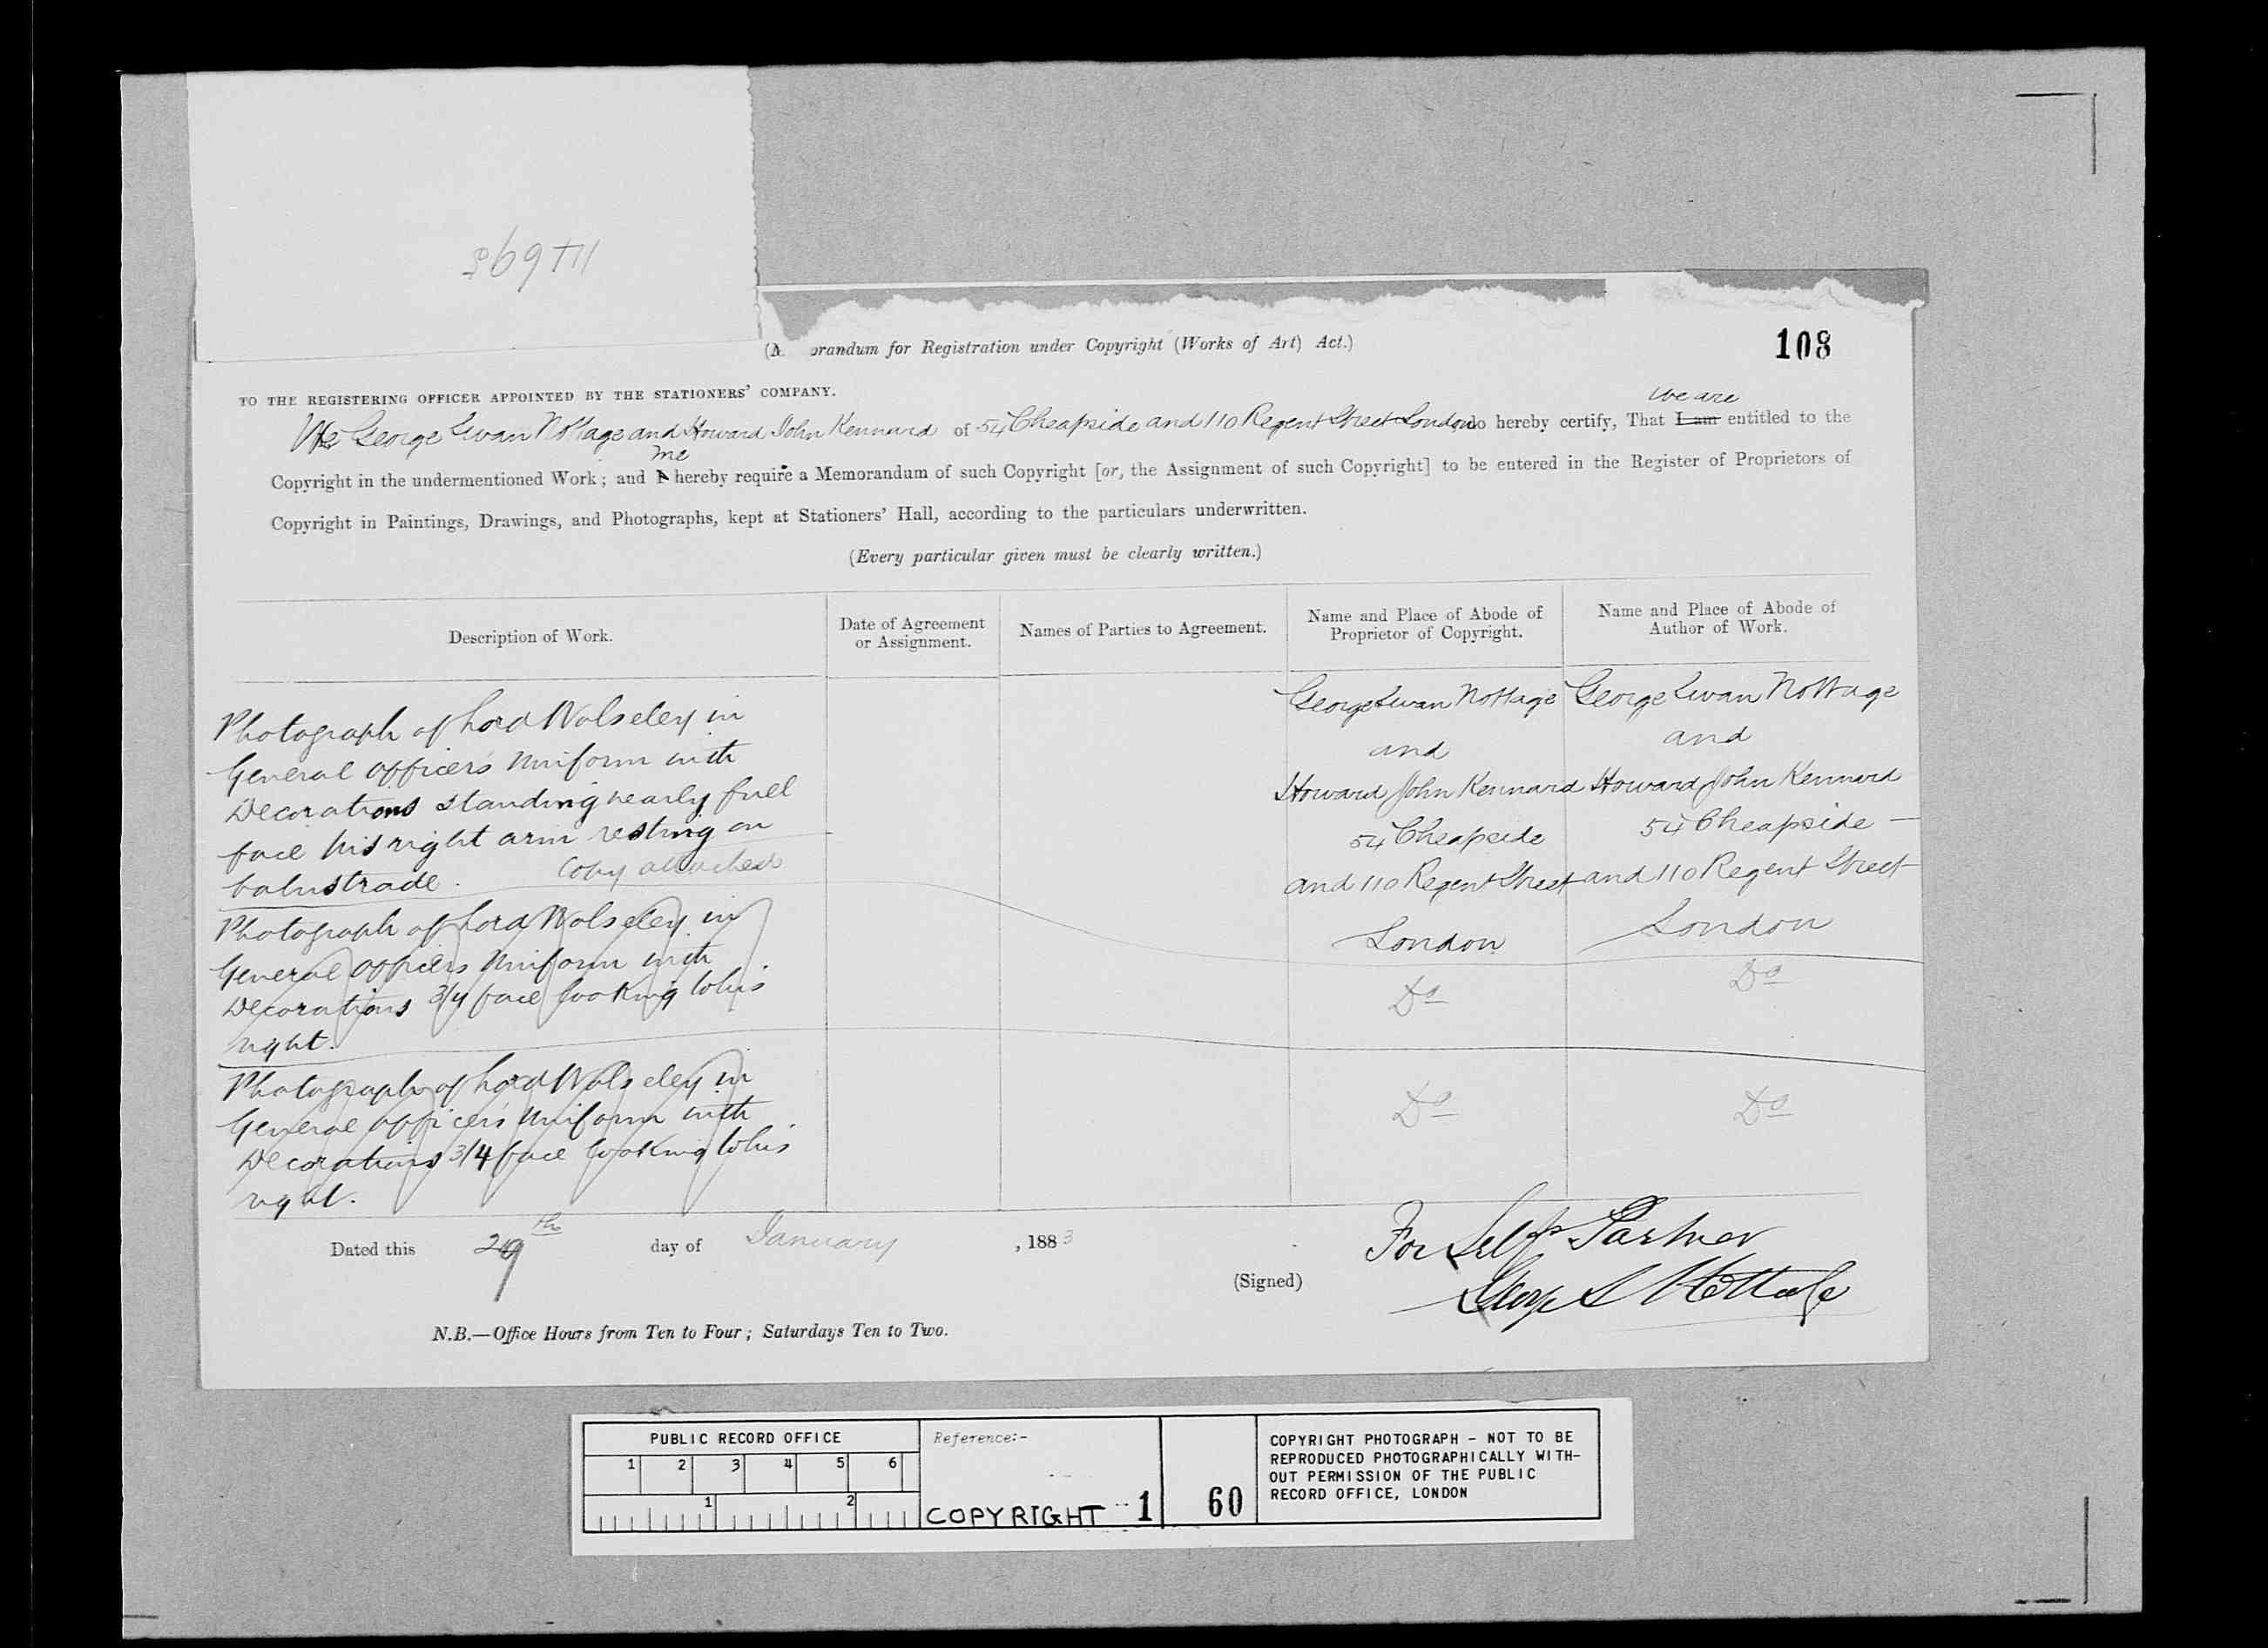 (M orandum for Registration under Copyright (Works of Art) Act.)
108
TO THE REGISTERING OFFICER APPOINTED BY THE STATIONERS' COMPANY.
we are
We George Swan Nottage and Howard John Kennard of 54 Cheapside and 110 Regent Street London do hereby certify, That I am entitled to the
Copyright in the undermentioned Work; and I hereby require a Memorandum of such Copyright [or, the Assignment of such Copyright] to be entered in the Register of Proprietors of
Copyright in Paintings, Drawings, and Photographs, kept at Stationers' Hall, according to the particulars underwritten.
(Every particular given must be clearly written.)
Description of Work.
Date of Agreement
or Assignment.
Names of Parties to Agreement.
Name and Place of Abode of
Proprietor of Copyright.
Name and Place of Abode of
Author of Work.
Photograph of Lord Wolseley in
General Officer's Uniform with
Decorations standing nearly full
face his right arm resting on
balustrade. Copy attached
George Swan Nottage
and
Howard John Kennard
54 Cheapside
and 110 Regent Street
London
George Swan Nottage
and
Howard John Kennard
54 Cheapside
and 110 Regent Street
London
Photograph of Lord Wolseley in
General Officers Uniform with
Decorations 3/4 face looking to his
right.
Do
Do
Photograph of Lord Wolseley in
General Officers Uniform with
Decorations 3/4 face looking to his
right.
Do
Do
Dated this 29th day of January, 1883
(Signed)
For Self & Partner
George S Nottage
N.B.—Office Hours from Ten to Four; Saturdays Ten to Two.
PUBLIC RECORD OFFICE
1 2 3 4 5 6
1 2
Reference:-
COPYRIGHT 1 60
COPYRIGHT PHOTOGRAPH - NOT TO BE
REPRODUCED PHOTOGRAPHICALLY WITH-
OUT PERMISSION OF THE PUBLIC
RECORD OFFICE, LONDON